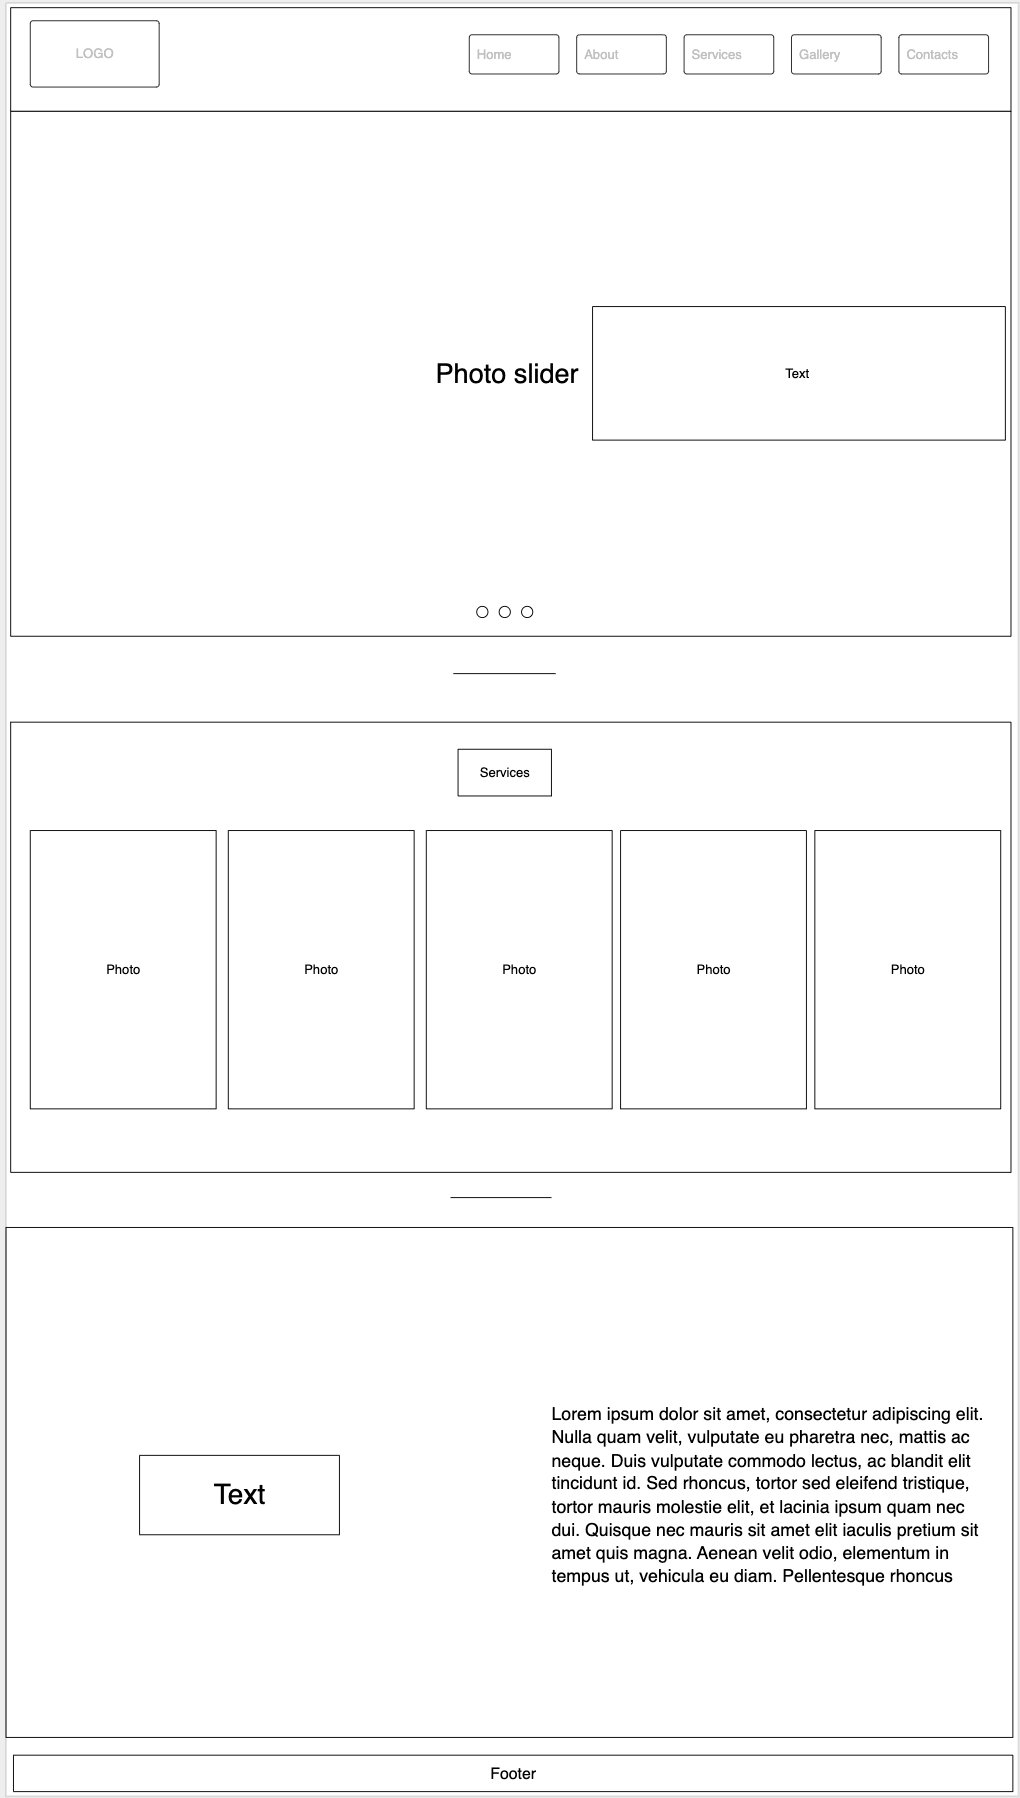 LOGO
Home
About
Services
Gallery
Contacts
Photo slider
Text
Services
Photo
Photo
Photo
Photo
Photo
Text
Lorem ipsum dolor sit amet, consectetur adipiscing elit.
Nulla quam velit, vulputate eu pharetra nec, mattis ac
neque. Duis vulputate commodo lectus, ac blandit elit
tincidunt id. Sed rhoncus, tortor sed eleifend tristique,
tortor mauris molestie elit, et lacinia ipsum quam nec
dui. Quisque nec mauris sit amet elit iaculis pretium sit
amet quis magna. Aenean velit odio, elementum in
tempus ut, vehicula eu diam. Pellentesque rhoncus
Footer